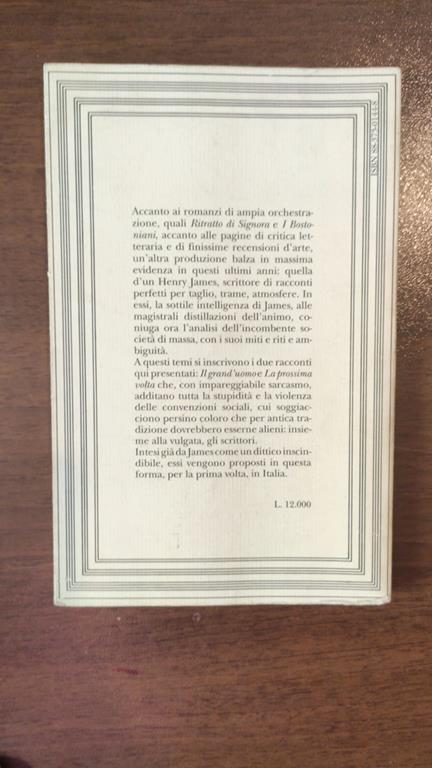 ISBN 88-375-0144-8
Accanto ai romanzi di ampia orchestra-
zione, quali Ritratto di Signora e I Bosto-
niani, accanto alle pagine di critica let-
teraria e di finissime recensioni d'arte,
un'altra produzione balza in massima
evidenza in questi ultimi anni: quella
d'un Henry James, scrittore di racconti
perfetti per taglio, trame, atmosfere. In
essi, la sottile intelligenza di James, alle
magistrali distillazioni dell'animo, co-
niuga ora l'analisi dell'incombente so-
cietà di massa, con i suoi miti e riti e am-
biguità.
A questi temi si inscrivono i due racconti
qui presentati: Il grand'uomo e La prossima
volta che, con impareggiabile sarcasmo,
additano tutta la stupidità e la violenza
delle convenzioni sociali, cui soggiac-
ciono persino coloro che per antica tra-
dizione dovrebbero esserne alieni: insie-
me alla vulgata, gli scrittori.
Intesi già da James come un dittico inscin-
dibile, essi vengono proposti in questa
forma, per la prima volta, in Italia.
L. 12.000